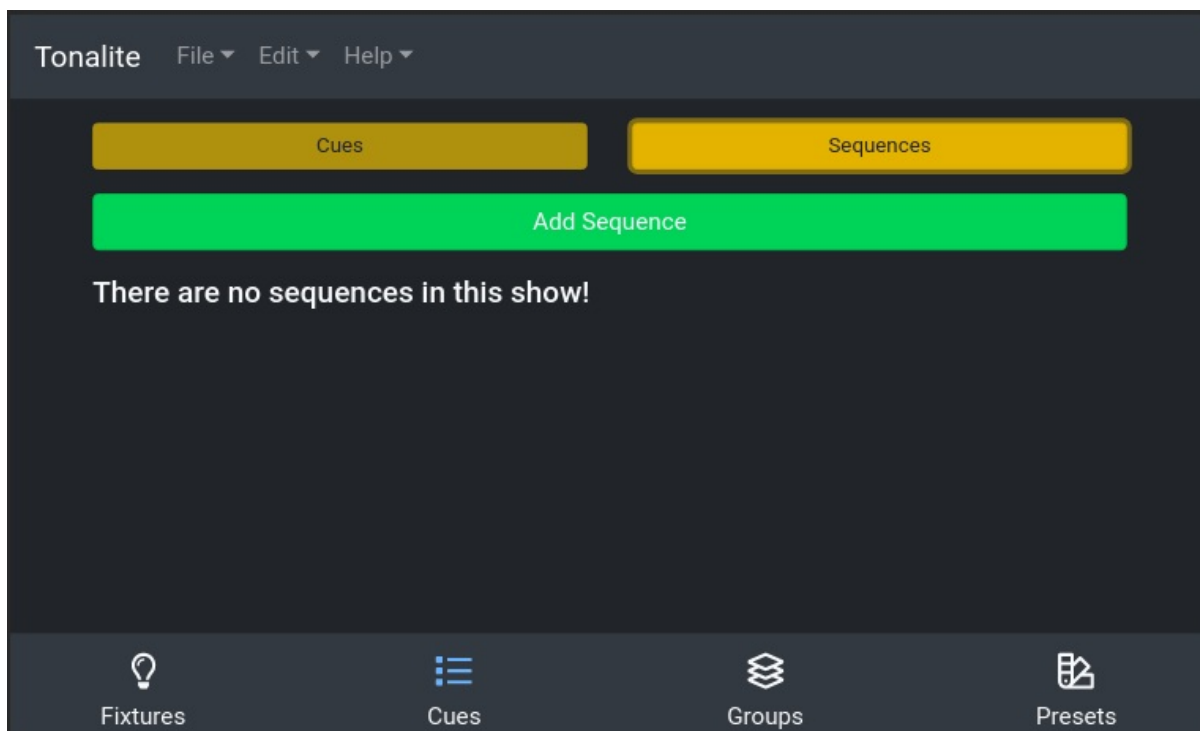 Tonalite File Edit Help
Cues Sequences
Add Sequence
There are no sequences in this show!
Fixtures Cues Groups Presets